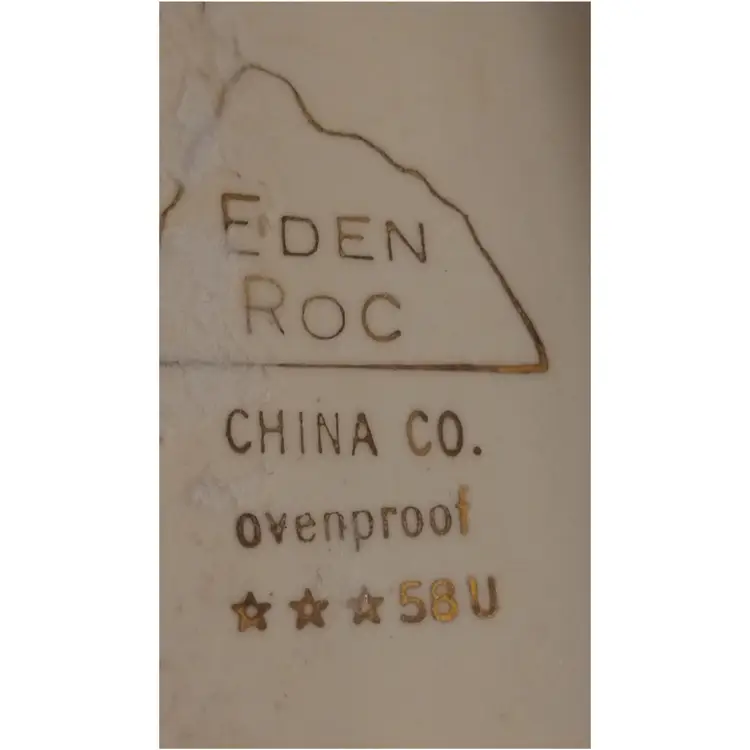 EDEN
ROC
CHINA CO.
ovenproof
★★★58U